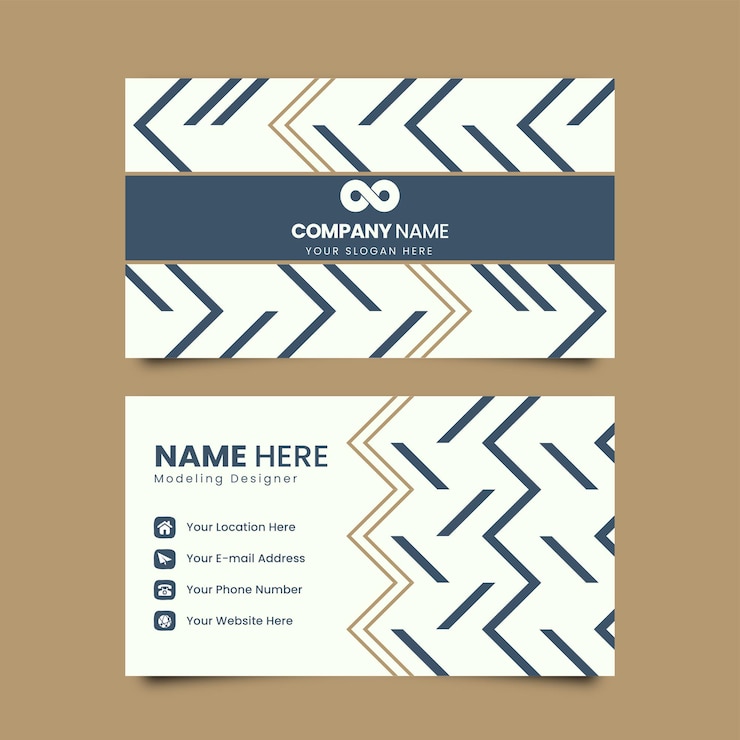 COMPANY NAME
YOUR SLOGAN HERE
NAME HERE
Modeling Designer
Your Location Here
Your E-mail Address
Your Phone Number
Your Website Here